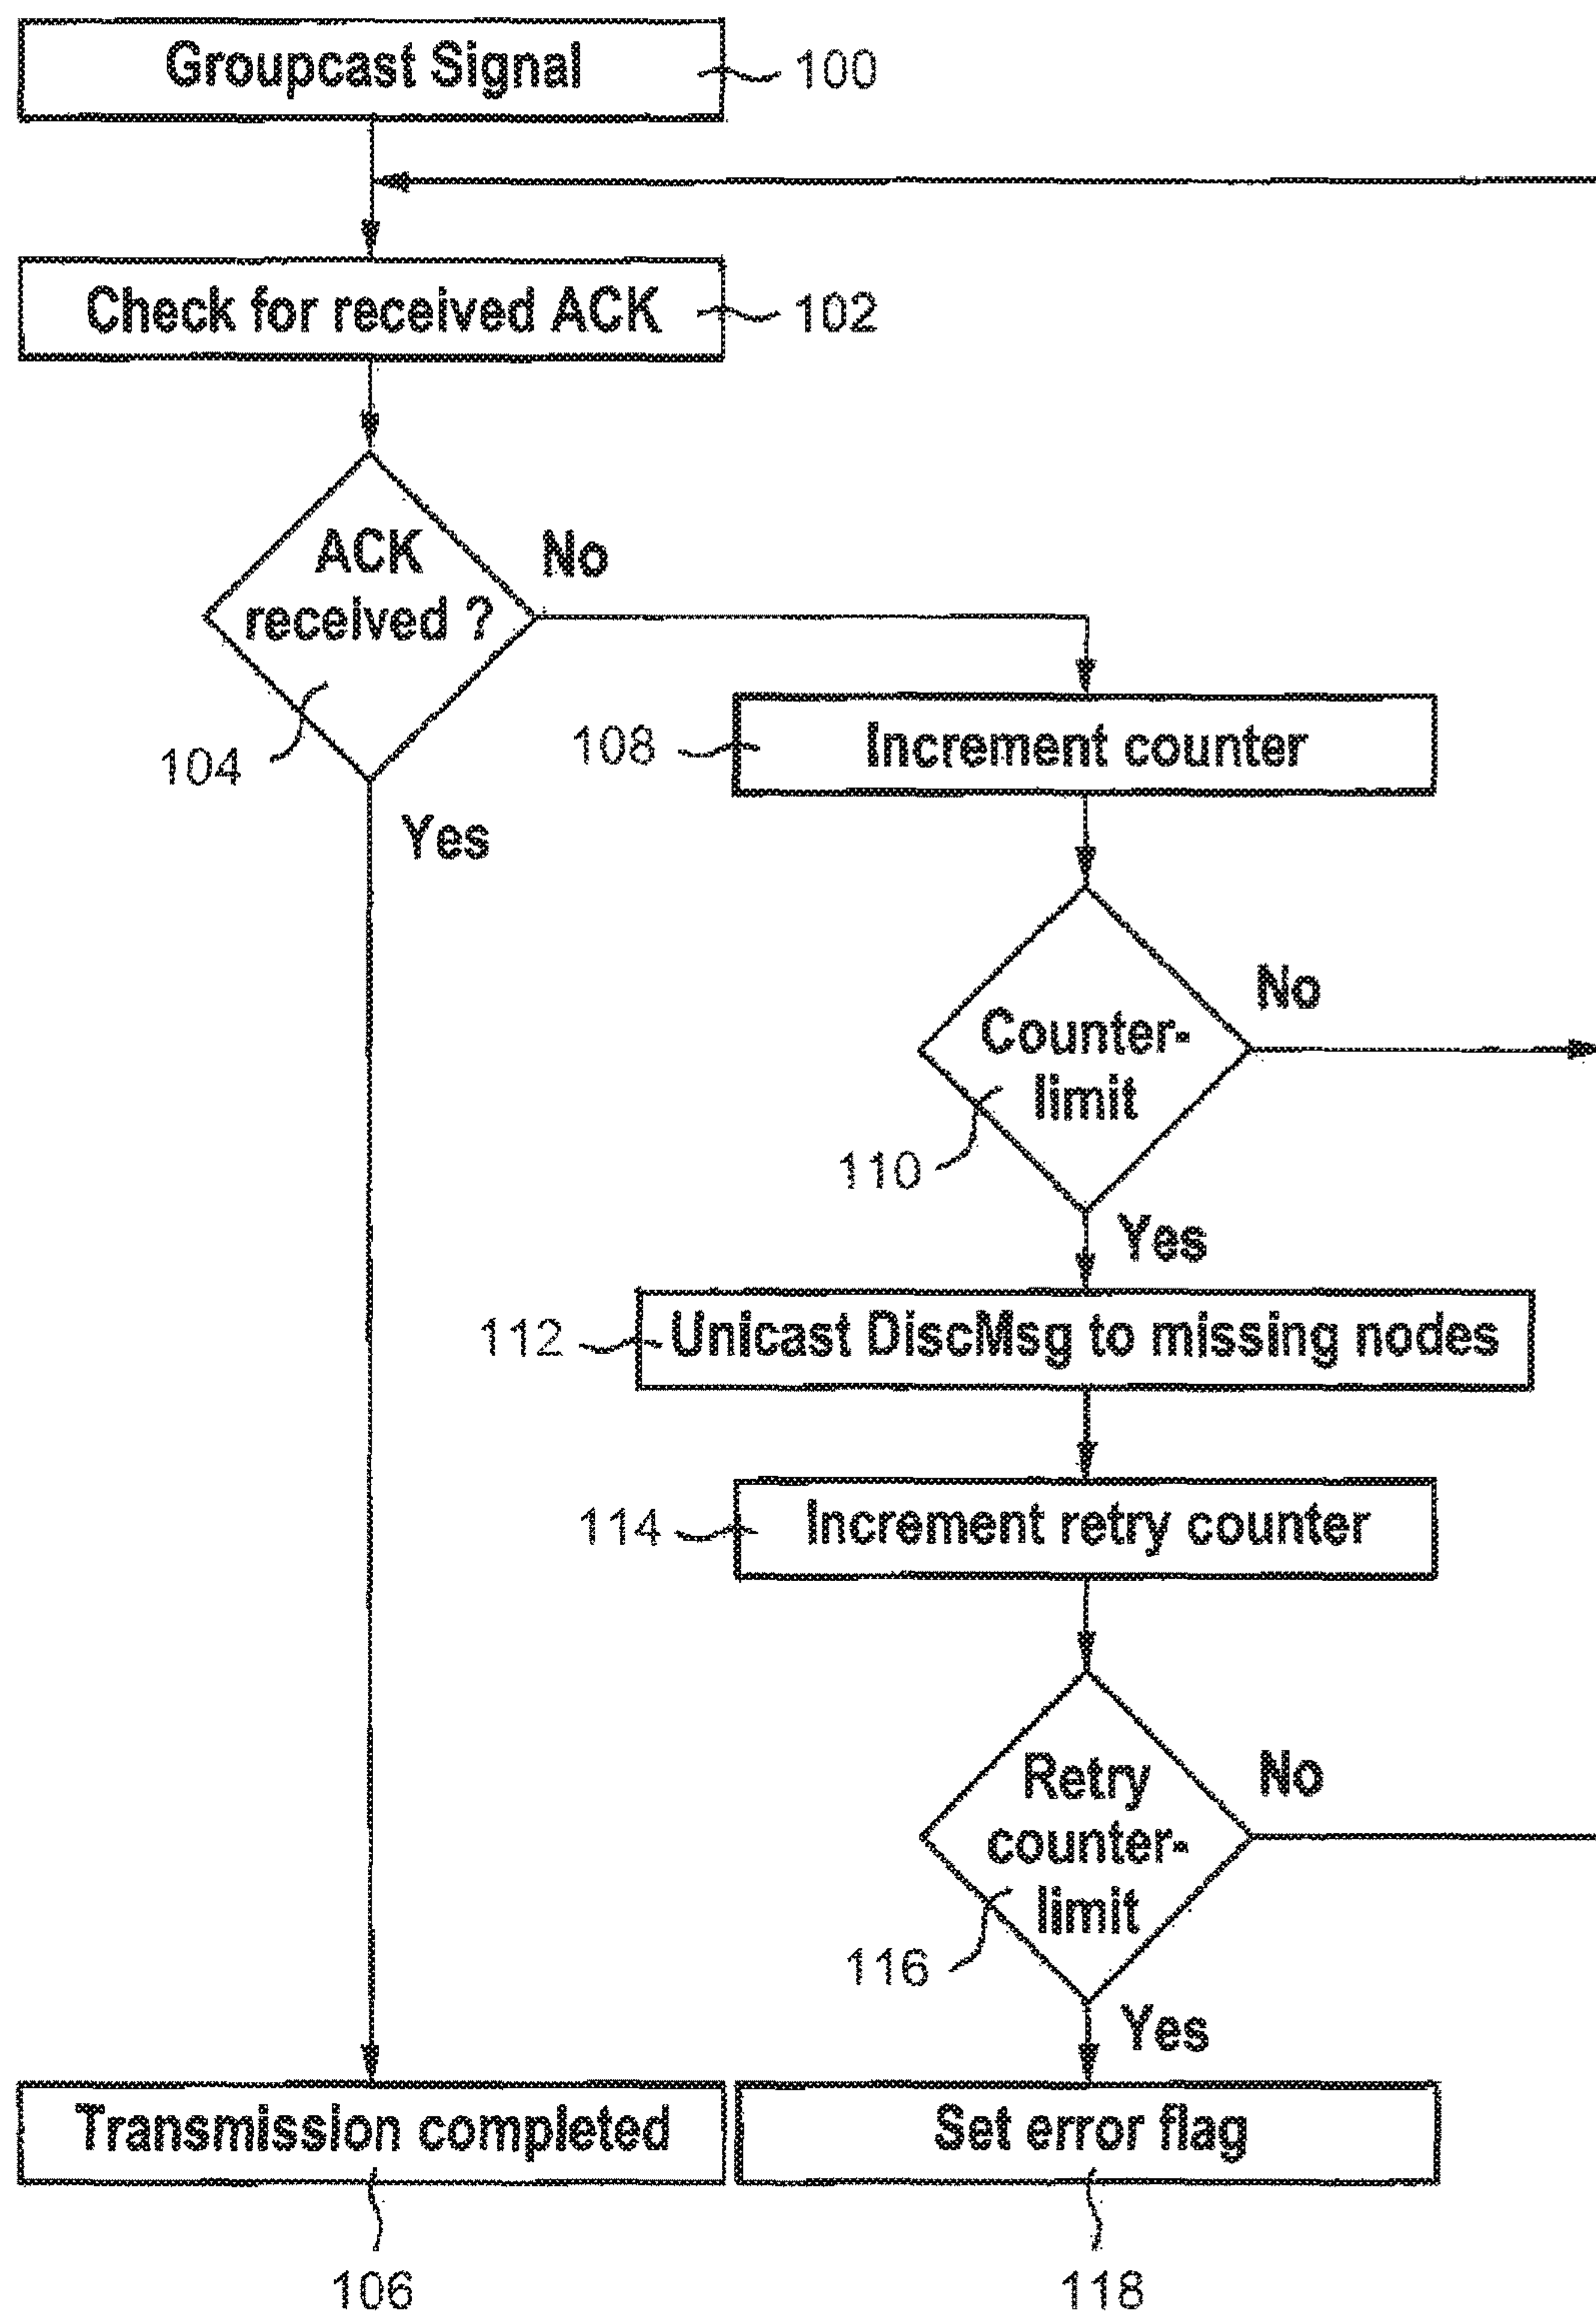 Groupcast Signal
100
Check for received ACK
102
ACK
received ?
No
104
Yes
108
Increment counter
Counter-
limit
No
110
Yes
112
Unicast DiscMsg to missing nodes
114
Increment retry counter
Retry
counter-
limit
No
116
Yes
Transmission completed
Set error flag
106
118